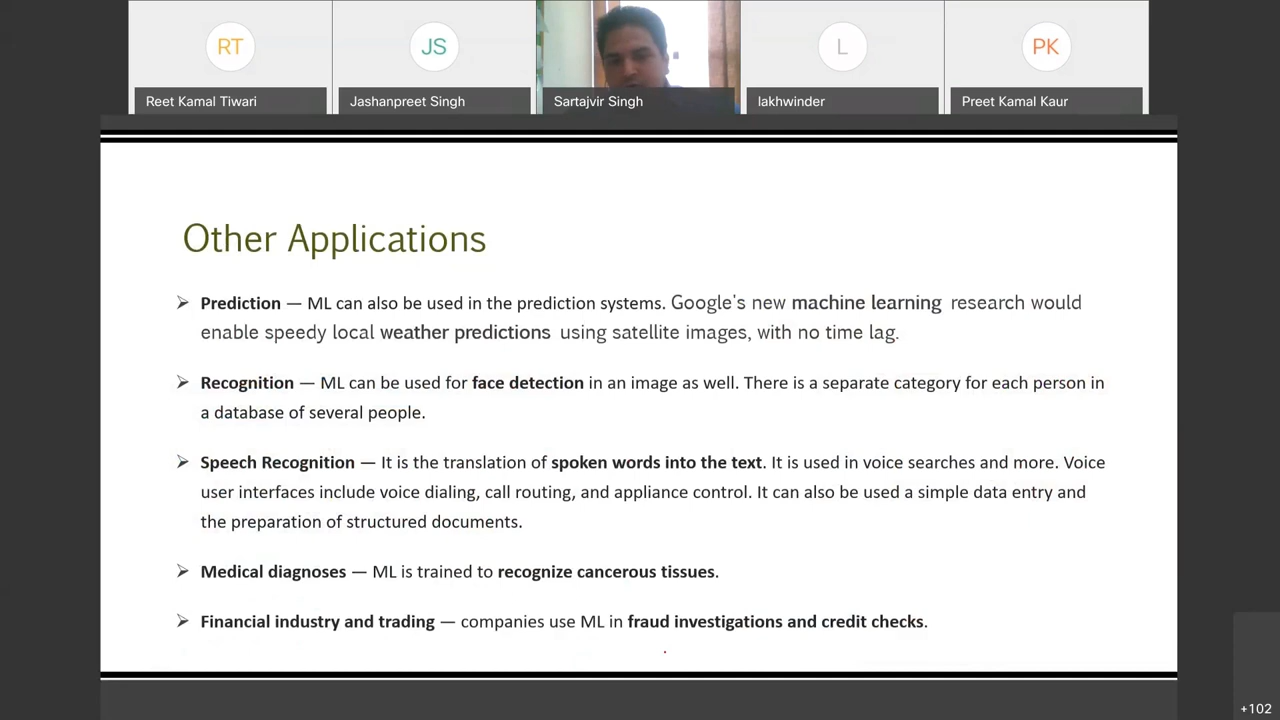 RT
JS
L
PK
Reet Kamal Tiwari
Jashanpreet Singh
Sartajvir Singh
lakhwinder
Preet Kamal Kaur
Other Applications
Prediction — ML can also be used in the prediction systems. Google's new machine learning research would
enable speedy local weather predictions using satellite images, with no time lag.
Recognition — ML can be used for face detection in an image as well. There is a separate category for each person in
a database of several people.
Speech Recognition — It is the translation of spoken words into the text. It is used in voice searches and more. Voice
user interfaces include voice dialing, call routing, and appliance control. It can also be used a simple data entry and
the preparation of structured documents.
Medical diagnoses — ML is trained to recognize cancerous tissues.
Financial industry and trading — companies use ML in fraud investigations and credit checks.
.
+102